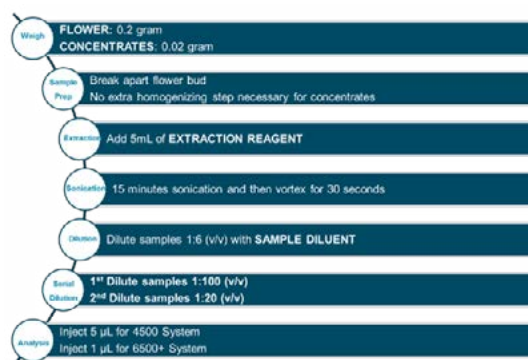 Weigh
FLOWER: 0.2 gram
CONCENTRATES: 0.02 gram
Sample
Prep
Break apart flower bud
No extra homogenizing step necessary for concentrates
Extraction
Add 5mL of EXTRACTION REAGENT
Sonication
15 minutes sonication and then vortex for 30 seconds
Dilution
Dilute samples 1:6 (v/v) with SAMPLE DILUENT
Serial
Dilution
1st Dilute samples 1:100 (v/v)
2nd Dilute samples 1:20 (v/v)
Analysis
Inject 5 µL for 4500 System
Inject 1 µL for 6500+ System